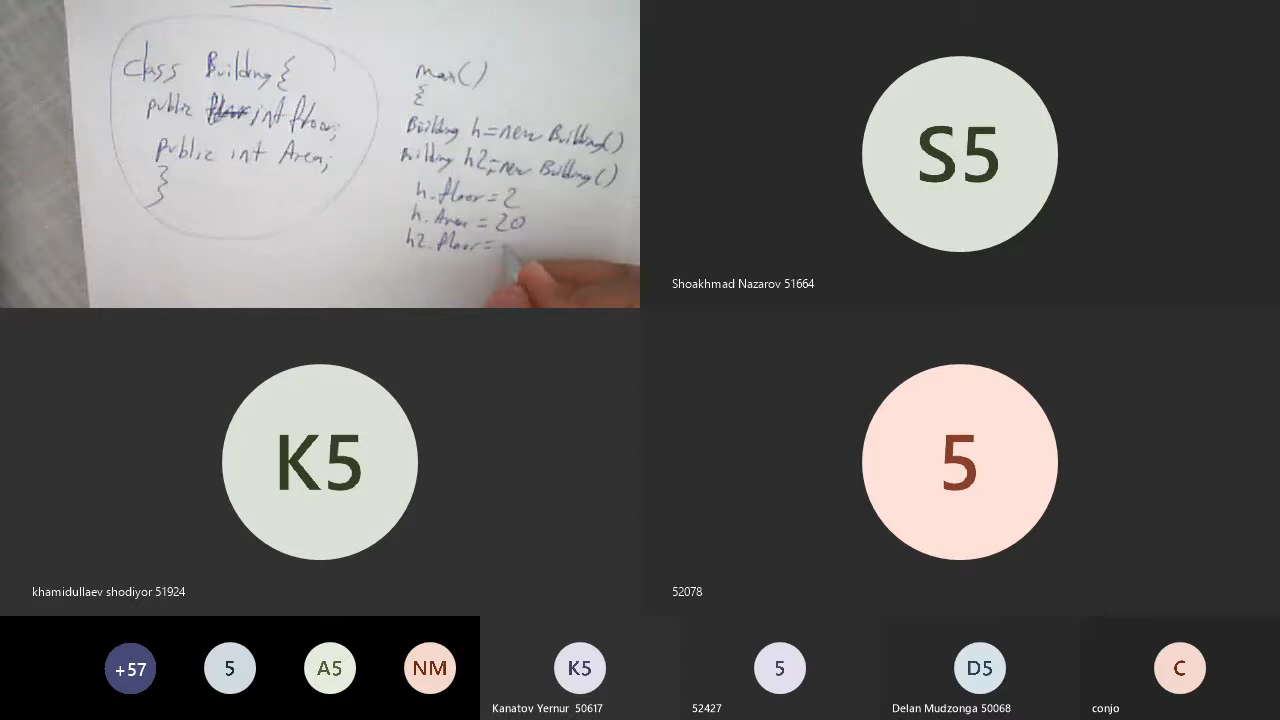 class Building {
public int floor;
public int Area;
}
main()
{
Building h = new Building()
Building h2 = new Building()
h.floor = 2
h.Area = 20
h2.floor =
S5
Shoakhmad Nazarov 51664
K5
khamidullaev shodiyor 51924
5
52078
+57
5
A5
NM
K5
Kanatov Yernur 50617
5
52427
D5
Delan Mudzonga 50068
C
conjo